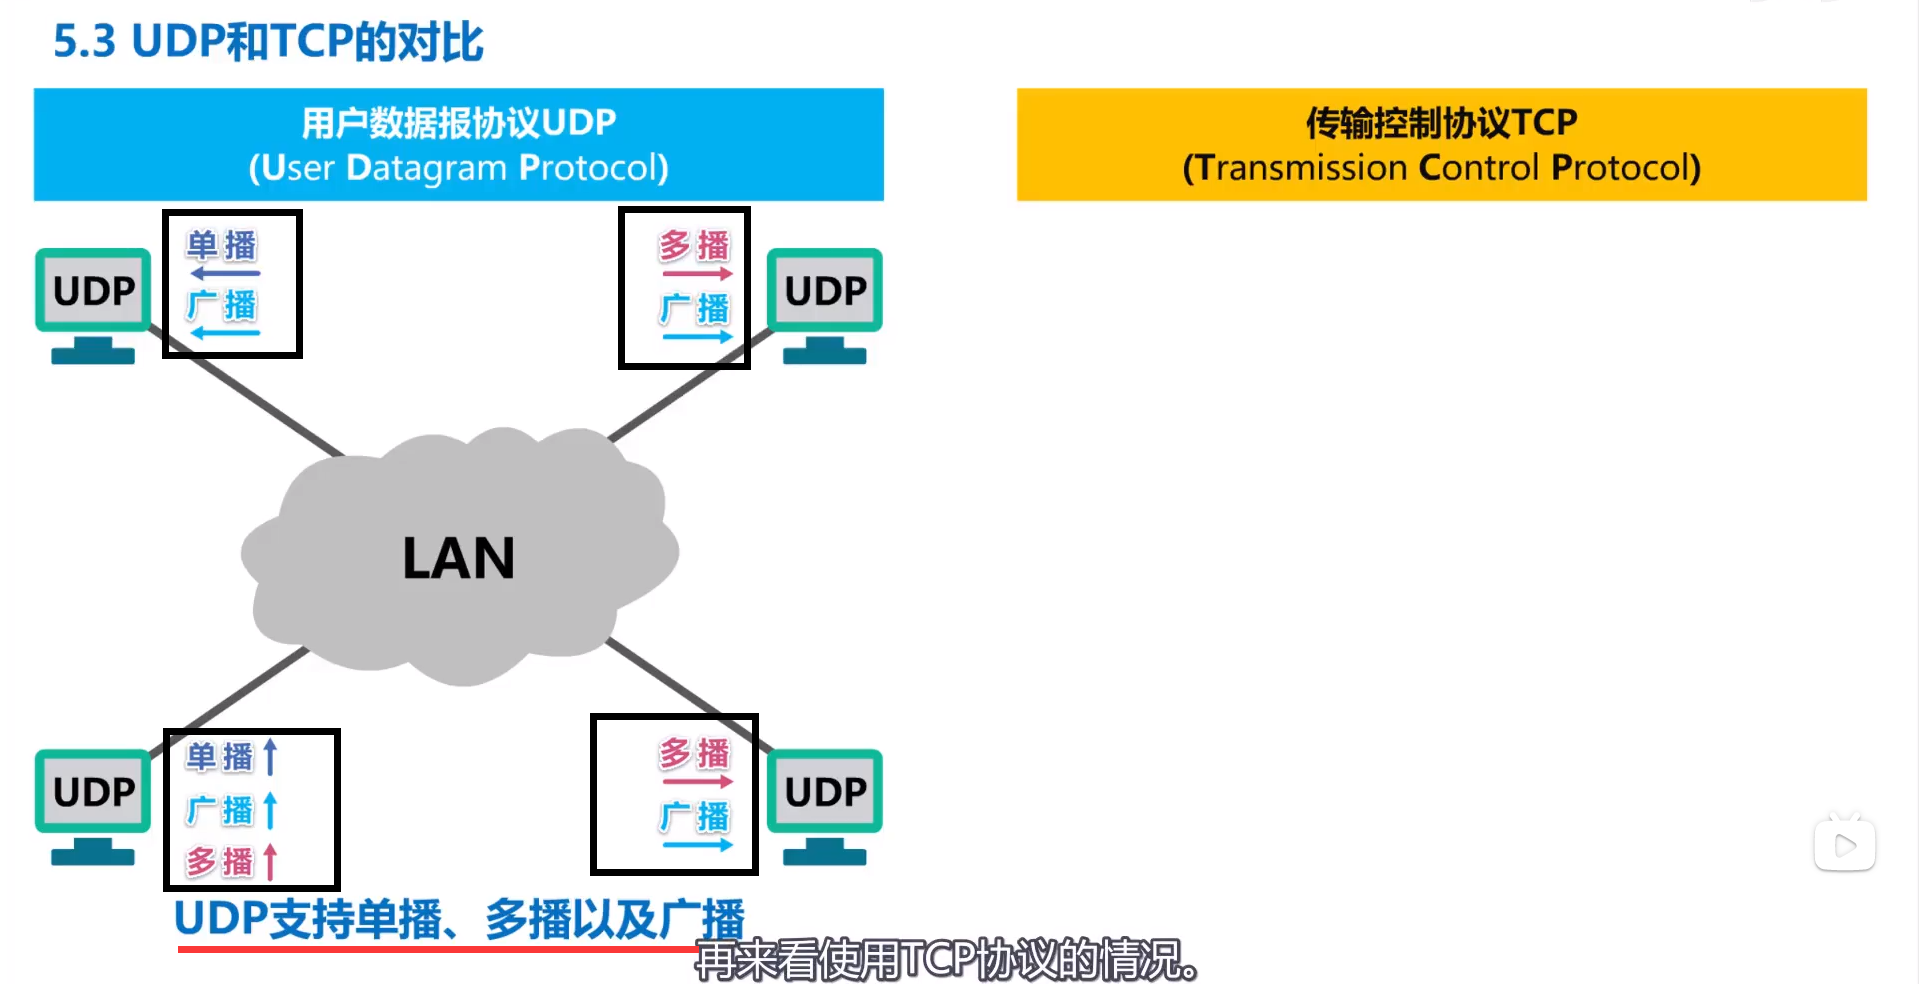 5.3 UDP和TCP的对比
用户数据报协议UDP
(User Datagram Protocol)
传输控制协议TCP
(Transmission Control Protocol)
UDP
单播
广播
多播
广播
UDP
LAN
UDP
单播
广播
多播
多播
广播
UDP
UDP支持单播、多播以及广播
再来看使用TCP协议的情况。